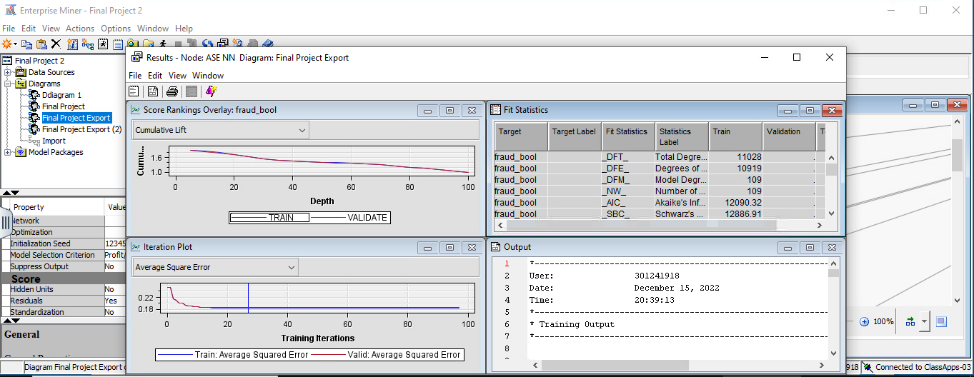 Enterprise Miner - Final Project 2
File Edit View Actions Options Window Help
Final Project 2
Data Sources
Diagrams
Ddiagram 1
Final Project
Final Project Export
Final Project Export (2)
Import
Model Packages
Property Value
Network
Optimization
Initialization Seed 12345
Model Selection Criterion Profit/
Suppress Output No
Score
Hidden Units No
Residuals Yes
Standardization No
General
Diagram Final Project Export
Results - Node: ASE NN Diagram: Final Project Export
File Edit View Window
Score Rankings Overlay: fraud_bool
Cumulative Lift
Cumu...
1.6
1.0
0 20 40 60 80 100
Depth
TRAIN VALIDATE
Fit Statistics
Target Target Label Fit Statistics Statistics Label Train Validation T
fraud_bool _DFT_ Total Degre... 11028 .
fraud_bool _DFE_ Degrees of ... 10919 .
fraud_bool _DFM_ Model Degr... 109 .
fraud_bool _NW_ Number of ... 109 .
fraud_bool _AIC_ Akaike's Inf... 12090.32 .
fraud_bool _SBC_ Schwarz's ... 12886.91 .
Iteration Plot
Average Square Error
0.22
0.18
0 20 40 60 80 100
Training Iterations
Train: Average Squared Error Valid: Average Squared Error
Output
1 *------------------------------------------------------------
2 User: 301241918
3 Date: December 15, 2022
4 Time: 20:39:13
5 *------------------------------------------------------------
6 * Training Output
7 *------------------------------------------------------------
8
100%
918 Connected to ClassApps-03